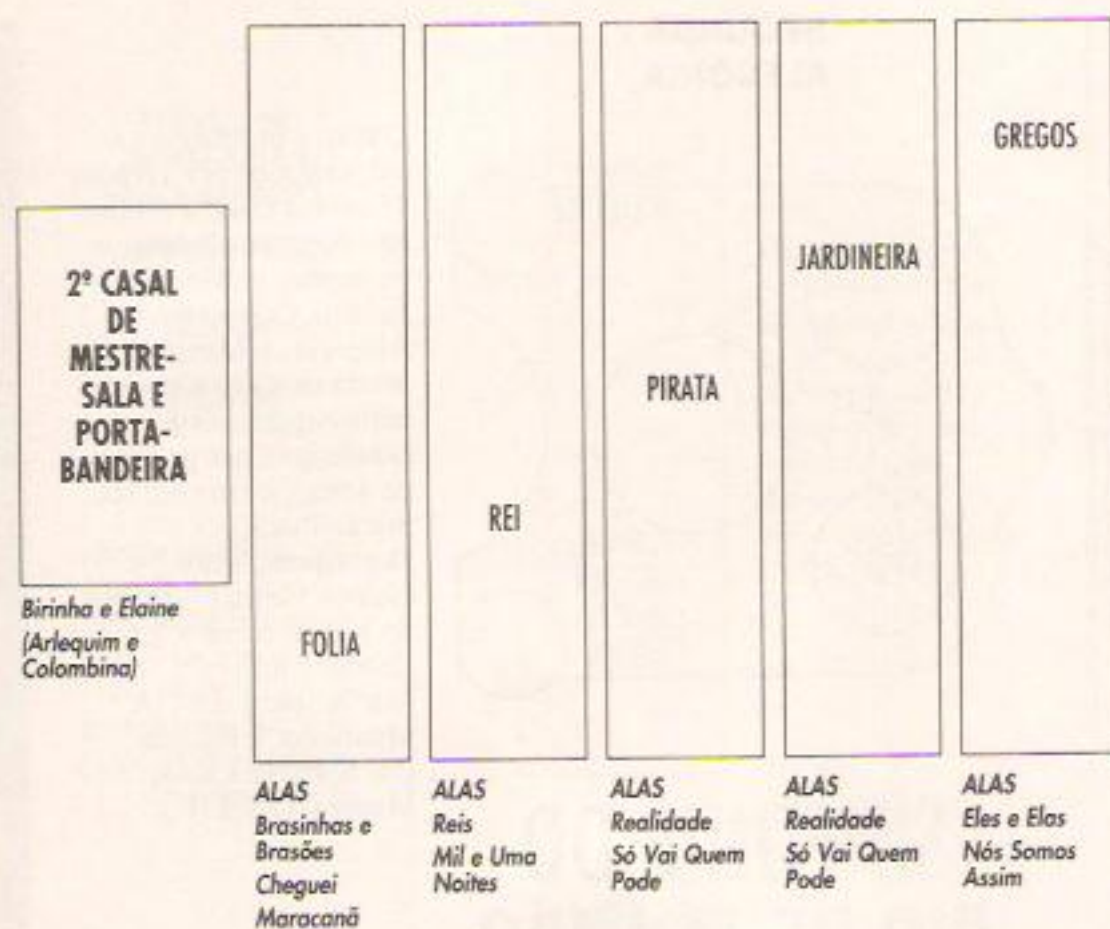 2º CASAL
DE
MESTRE-
SALA E
PORTA-
BANDEIRA
Birinha e Elaine
(Arlequim e
Colombina)
FOLIA
ALAS
Brasinhas e
Brasões
Cheguei
Maracanã
REI
ALAS
Reis
Mil e Uma
Noites
PIRATA
ALAS
Realidade
Só Vai Quem
Pode
JARDINEIRA
ALAS
Realidade
Só Vai Quem
Pode
GREGOS
ALAS
Eles e Elas
Nós Somos
Assim